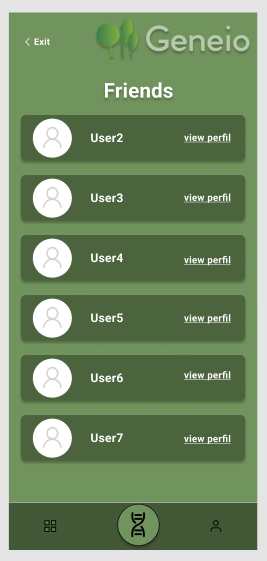 Exit
Geneio
Friends
User2 view perfil
User3 view perfil
User4 view perfil
User5 view perfil
User6 view perfil
User7 view perfil